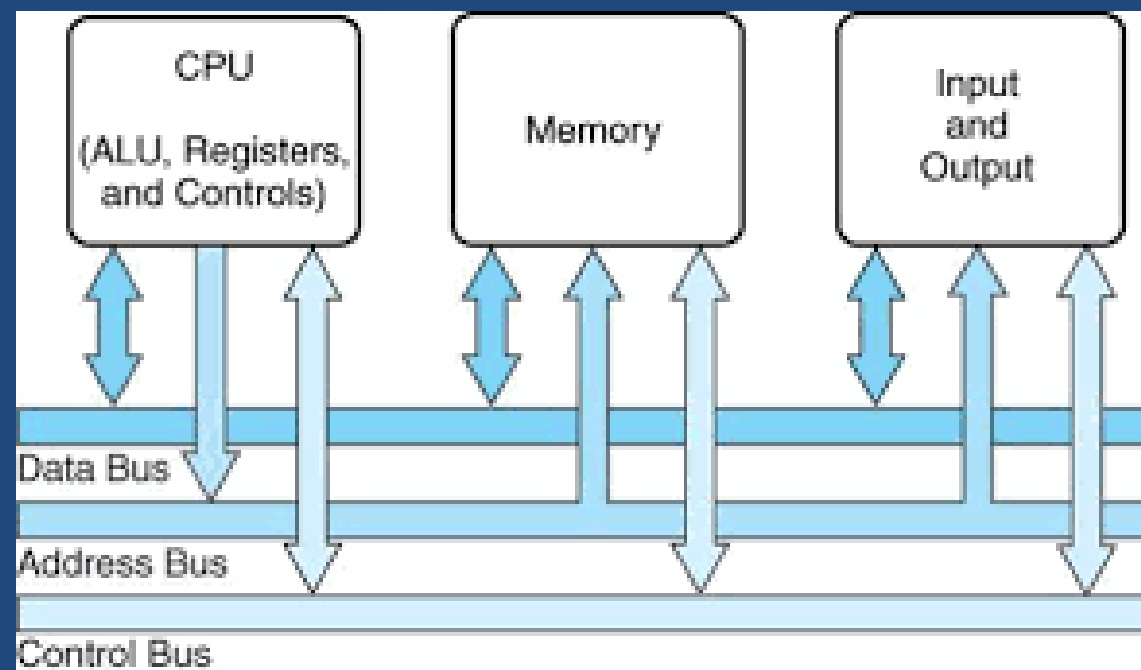 CPU
(ALU, Registers,
and Controls)
Memory
Input
and
Output
Data Bus
Address Bus
Control Bus